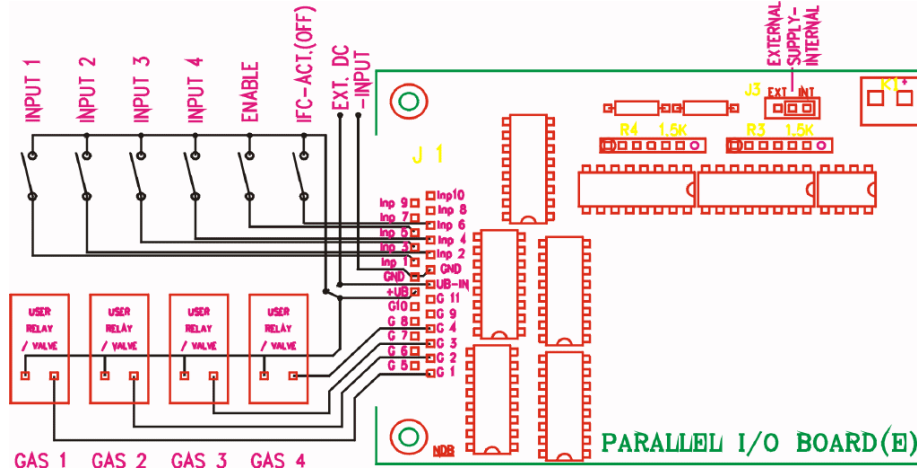 INPUT 1
INPUT 2
INPUT 3
INPUT 4
ENABLE
IFC-ACT.(OFF)
EXT. DC
-INPUT
EXTERNAL
SUPPLY-
INTERNAL
J3
EXT INT
K1+
R4 1.5K
R3 1.5K
J 1
Inp10
Inp 9
Inp 8
Inp 7
Inp 6
Inp 5
Inp 4
Inp 3
Inp 2
Inp 1
GND
GND
UB-IN
+UB
G 11
G10
G 9
G 8
G 4
G 7
G 3
G 6
G 2
G 5
G 1
USER
RELAY
/ VALVE
USER
RELAY
/ VALVE
USER
RELAY
/ VALVE
USER
RELAY
/ VALVE
NDB
PARALLEL I/O BOARD(E)
GAS 1
GAS 2
GAS 3
GAS 4